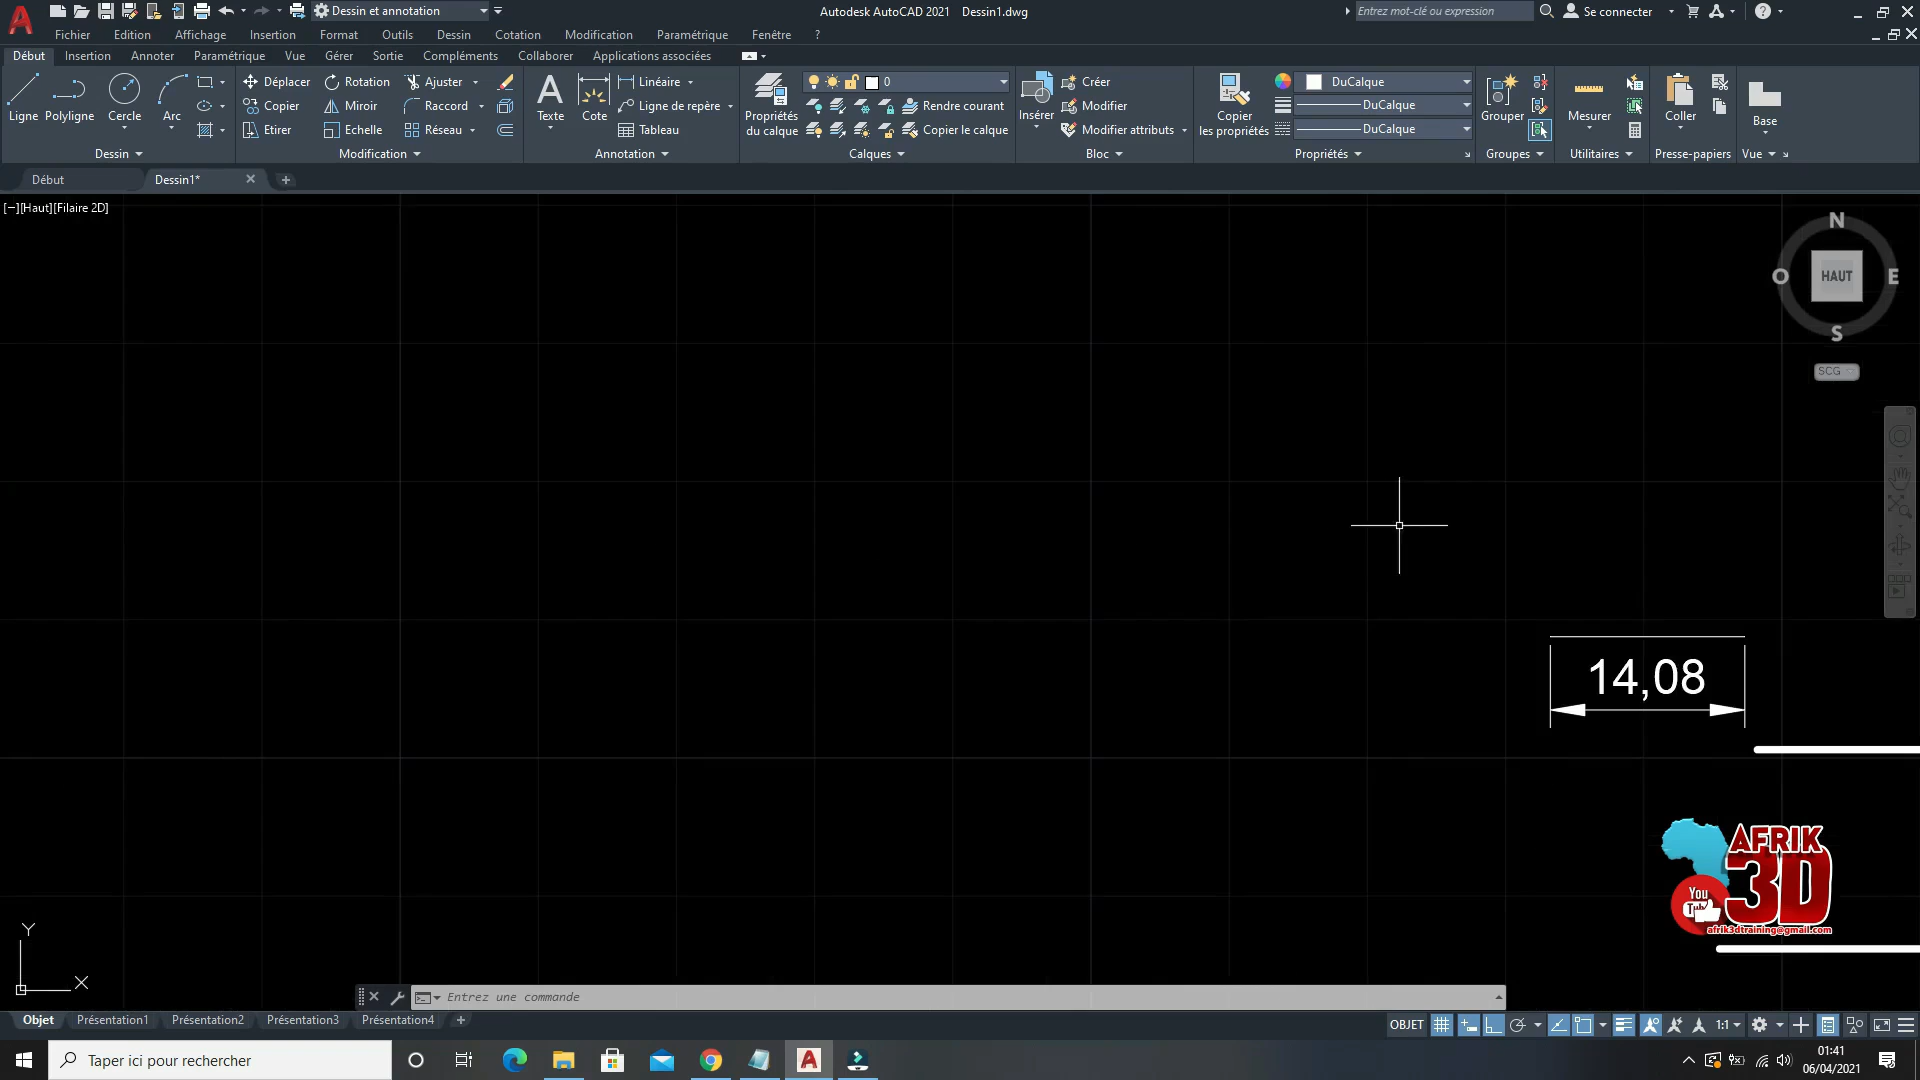 Dessin et annotation
Autodesk AutoCAD 2021 Dessin1.dwg
Entrez mot-clé ou expression
Se connecter
Fichier Edition Affichage Insertion Format Outils Dessin Cotation Modification Paramétrique Fenêtre ?
Début Insertion Annoter Paramétrique Vue Gérer Sortie Compléments Collaborer Applications associées
Ligne Polyligne Cercle Arc
Dessin
Déplacer Rotation Ajuster
Copier Miroir Raccord
Etirer Echelle Réseau
Modification
Texte Cote
Linéaire
Ligne de repère
Tableau
Annotation
Propriétés
du calque
0
Rendre courant
Copier le calque
Calques
Insérer
Créer
Modifier
Modifier attributs
Bloc
Copier
les propriétés
DuCalque
DuCalque
DuCalque
Propriétés
Grouper
Groupes
Mesurer
Utilitaires
Coller
Presse-papiers
Base
Vue
Début Dessin1*
[−][Haut][Filaire 2D]
N
O HAUT E
S
SCG
14,08
AFRIK
3D
You
Tube
afrik3dtraining@gmail.com
Y
X
Entrez une commande
Objet Présentation1 Présentation2 Présentation3 Présentation4 +
OBJET
1:1
Taper ici pour rechercher
01:41
06/04/2021